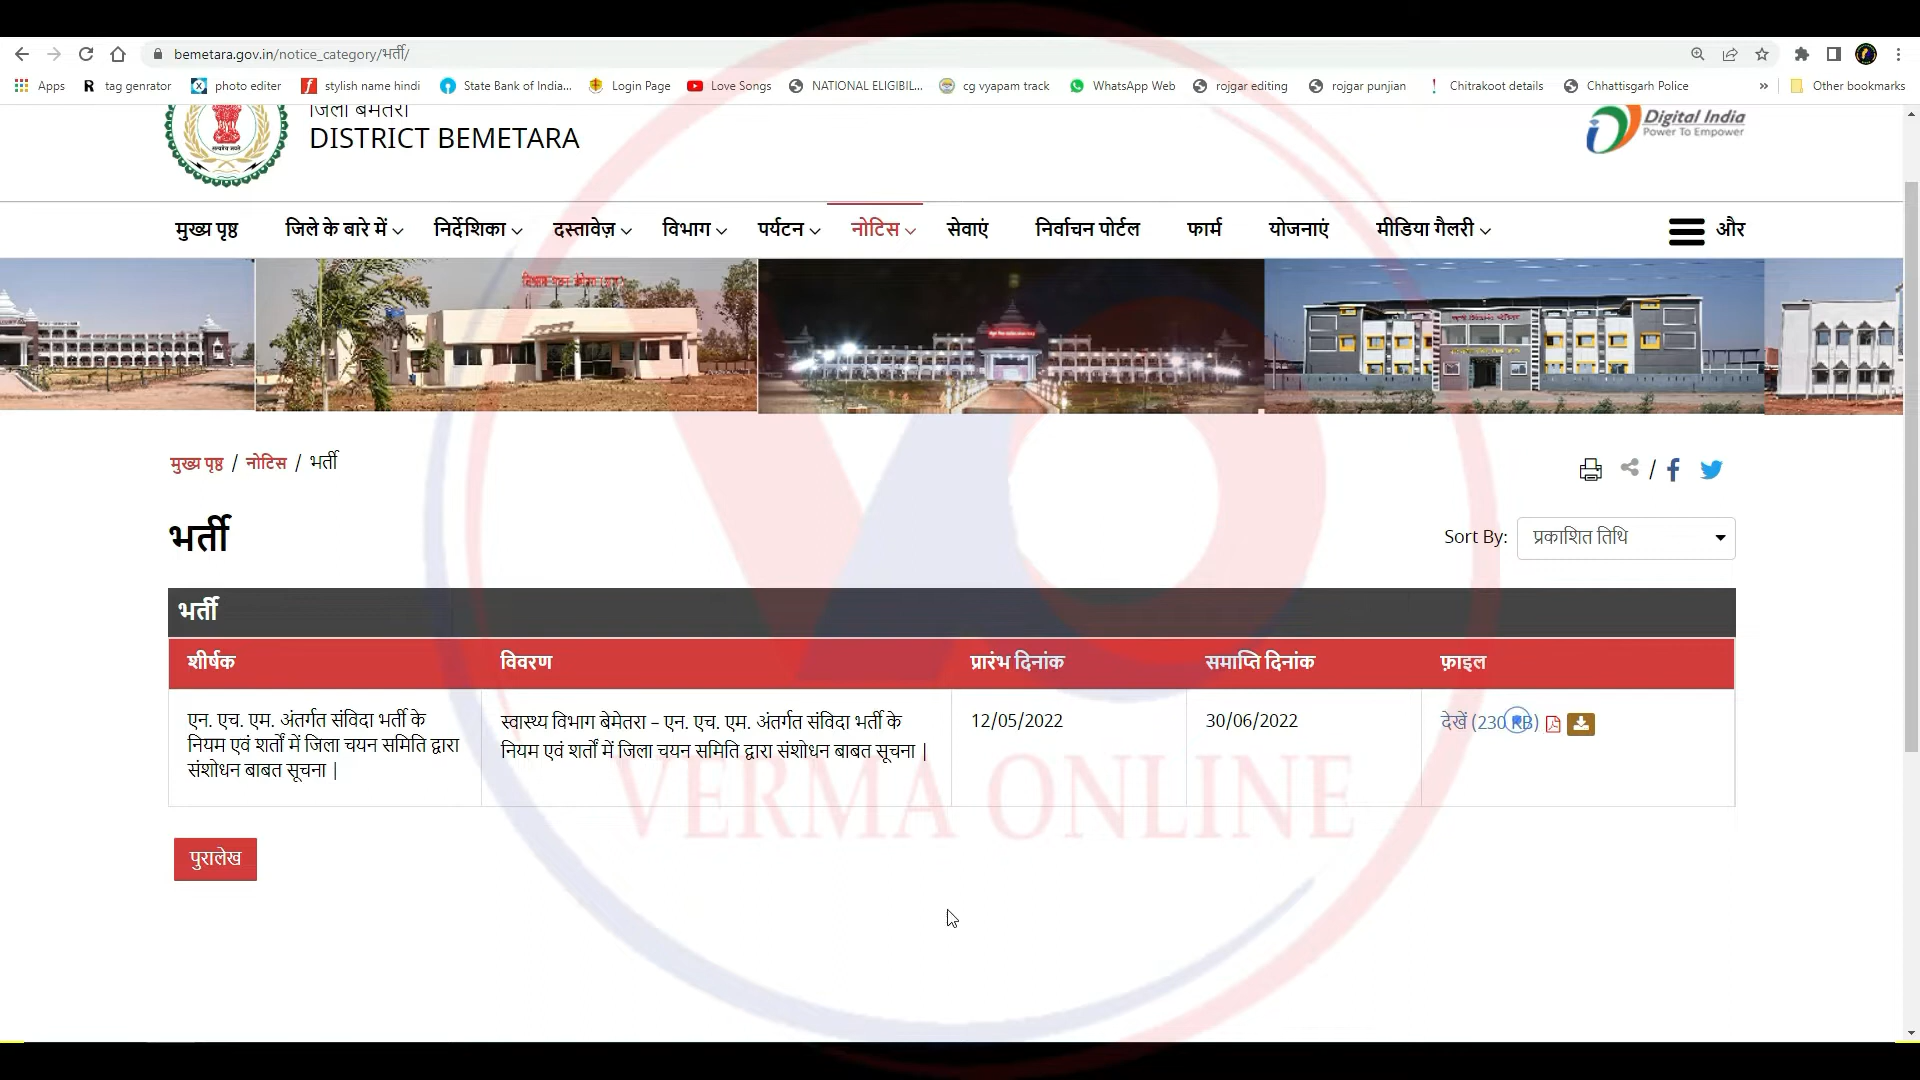 bemetara.gov.in/notice_category/भर्ती/
Apps tag genrator photo editer stylish name hindi State Bank of India... Login Page Love Songs NATIONAL ELIGIBIL... cg vyapam track WhatsApp Web rojgar editing rojgar punjian Chitrakoot details Chhattisgarh Police » Other bookmarks
जिला बेमेतरा
DISTRICT BEMETARA
Digital India
Power To Empower
मुख्य पृष्ठ जिले के बारे में निर्देशिका दस्तावेज़ विभाग पर्यटन नोटिस सेवाएं निर्वाचन पोर्टल फार्म योजनाएं मीडिया गैलरी और
मुख्य पृष्ठ / नोटिस / भर्ती
भर्ती
Sort By: प्रकाशित तिथि
भर्ती
शीर्षक विवरण प्रारंभ दिनांक समाप्ति दिनांक फ़ाइल
एन. एच. एम. अंतर्गत संविदा भर्ती के
नियम एवं शर्तों में जिला चयन समिति द्वारा
संशोधन बाबत सूचना |
स्वास्थ्य विभाग बेमेतरा – एन. एच. एम. अंतर्गत संविदा भर्ती के
नियम एवं शर्तों में जिला चयन समिति द्वारा संशोधन बाबत सूचना |
12/05/2022
30/06/2022
देखें (230 KB)
VERMA ONLINE
पुरालेख